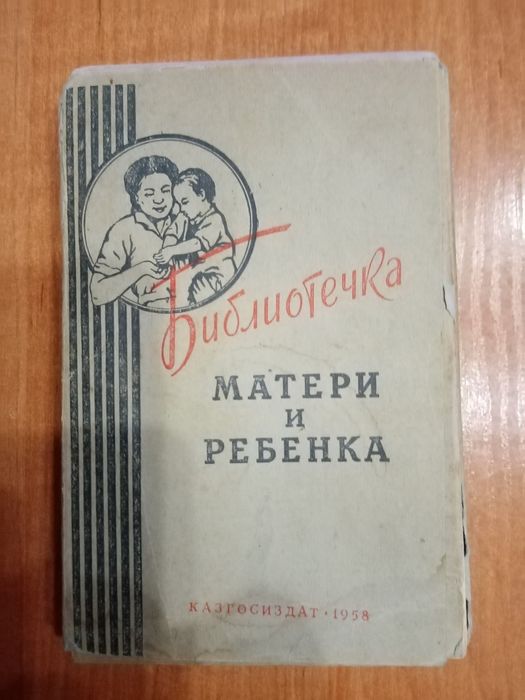 Библиотечка
МАТЕРИ
И
РЕБЕНКА
КАЗГОСИЗДАТ • 1958